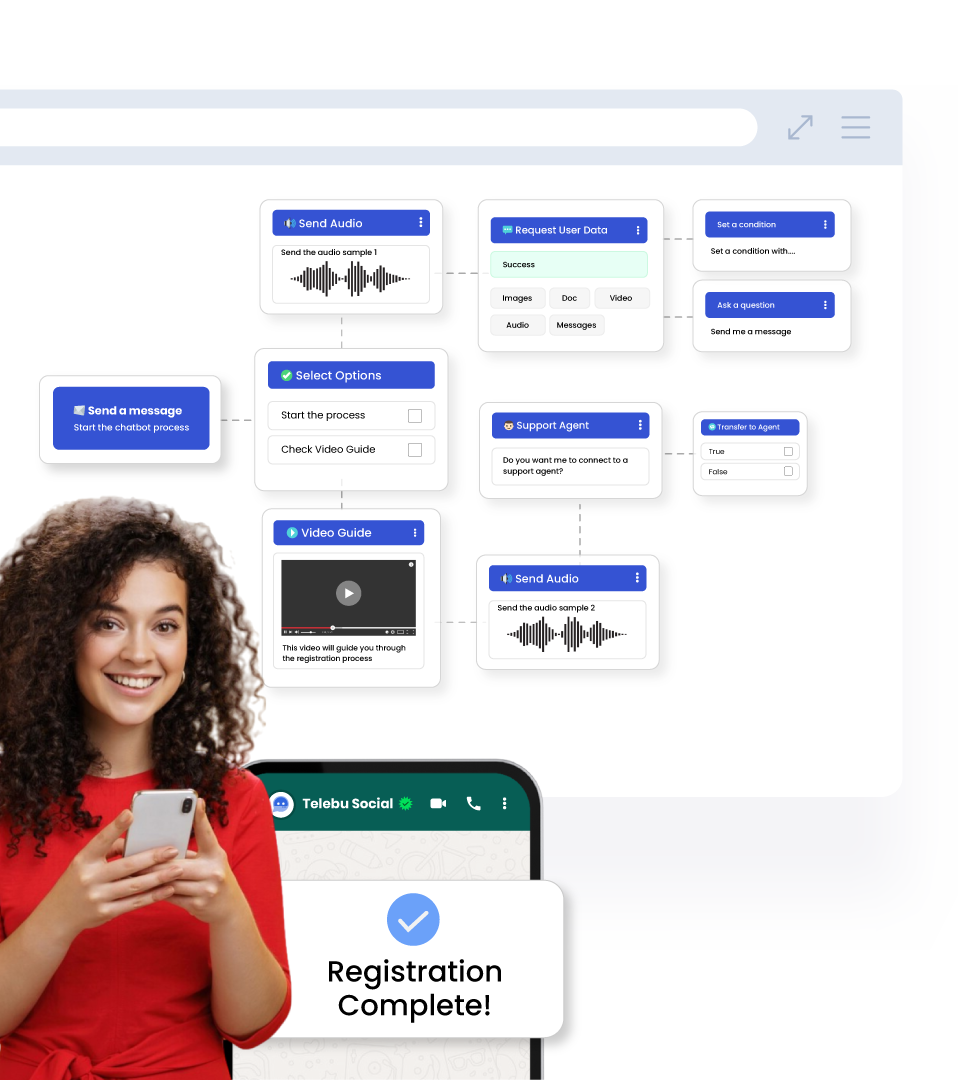 Send Audio
Send the audio sample 1
Request User Data
Success
Images
Doc
Video
Audio
Messages
Set a condition
Set a condition with....
Ask a question
Send me a message
Send a message
Start the chatbot process
Select Options
Start the process
Check Video Guide
Support Agent
Do you want me to connect to a
support agent?
Transfer to Agent
True
False
Video Guide
This video will guide you through
the registration process
Send Audio
Send the audio sample 2
Telebu Social
Registration
Complete!